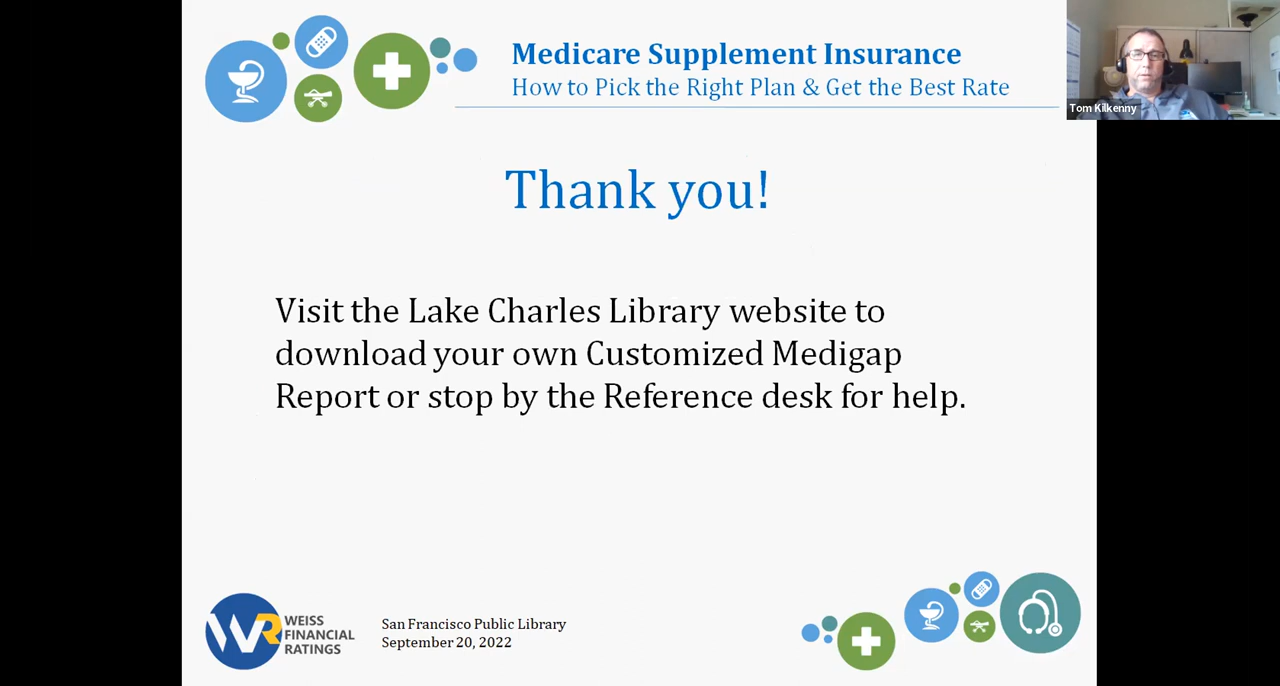 Medicare Supplement Insurance
How to Pick the Right Plan & Get the Best Rate
Tom Kilkenny
Thank you!
Visit the Lake Charles Library website to
download your own Customized Medigap
Report or stop by the Reference desk for help.
WR
WEISS
FINANCIAL
RATINGS
San Francisco Public Library
September 20, 2022